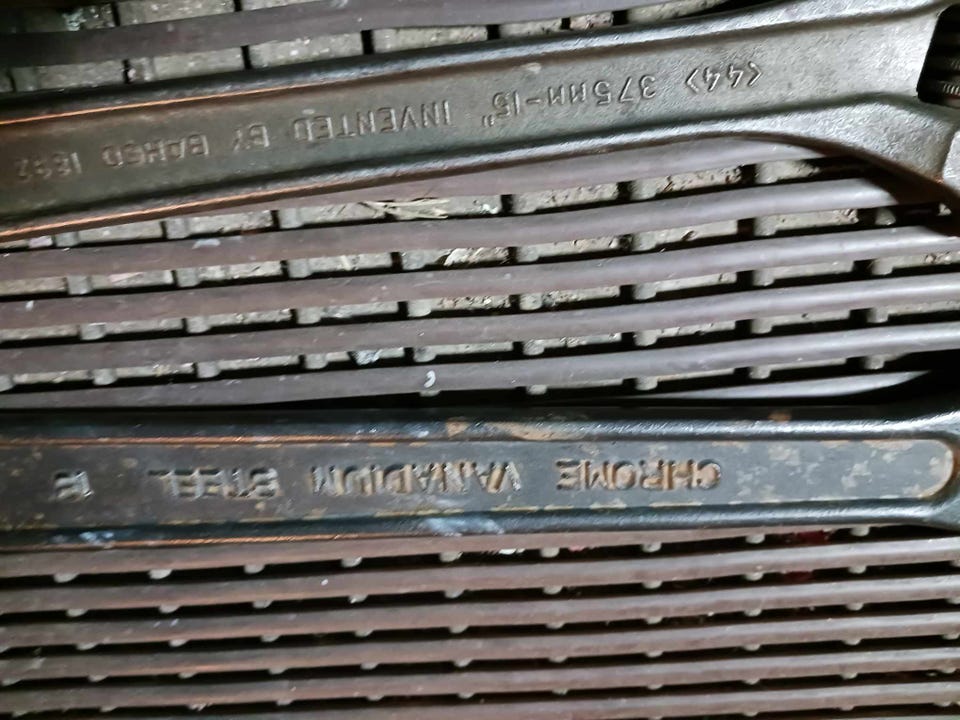 CHROME VANADIUM STEEL
<44> 375MM-15" INVENTED BY BAHCO 1892